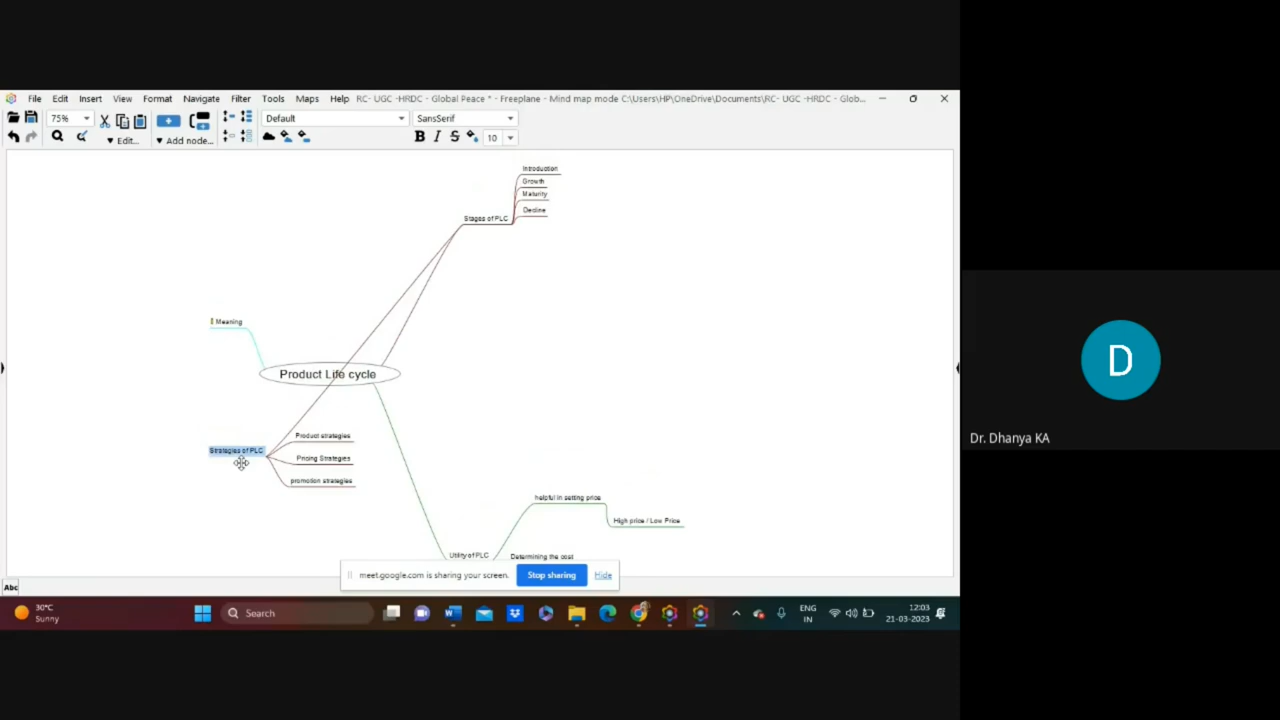 File Edit Insert View Format Navigate Filter Tools Maps Help RC- UGC -HRDC - Global Peace * - Freeplane - Mind map mode C:\Users\HP\OneDrive\Documents\RC- UGC -HRDC - Glob...
75% Default SansSerif
Edit... Add node... B I S 10
Introduction
Growth
Maturity
Decline
Stages of PLC
Meaning
Product Life cycle
Product strategies
Strategies of PLC
Pricing Strategies
promotion strategies
helpful in setting price
High price / Low Price
Utility of PLC
Determining the cost
meet.google.com is sharing your screen. Stop sharing Hide
Abc
30°C
Sunny
Search
ENG
IN
12:03
21-03-2023
D
Dr. Dhanya KA